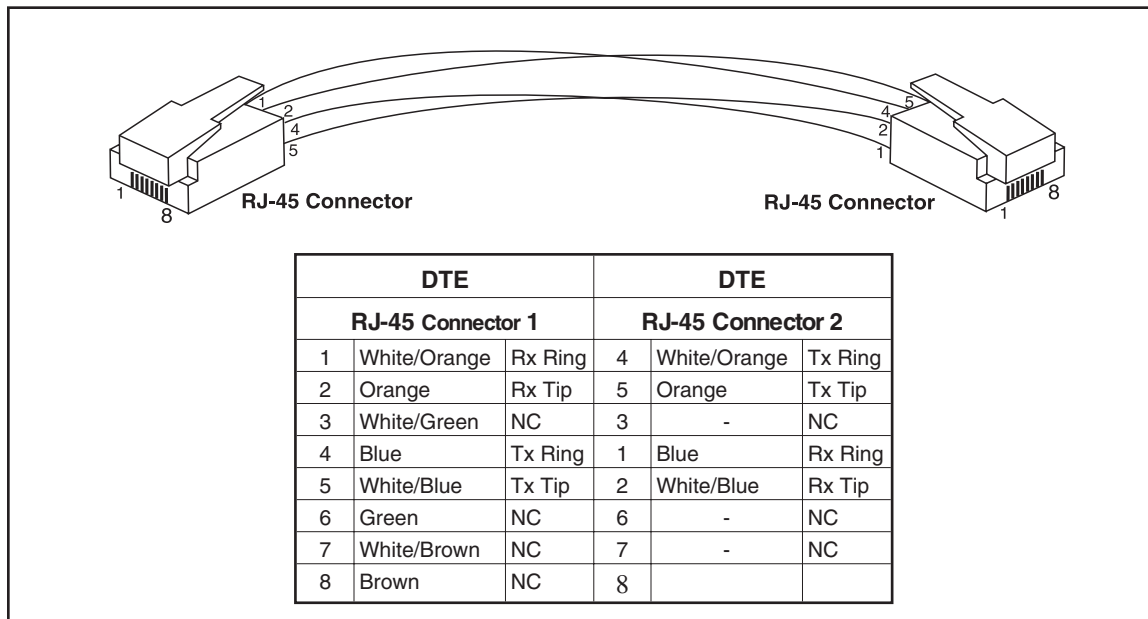 1 2 4 5
5 4 2 1
1 8
1 8
RJ-45 Connector
RJ-45 Connector
DTE DTE
RJ-45 Connector 1 RJ-45 Connector 2
1 White/Orange Rx Ring 4 White/Orange Tx Ring
2 Orange Rx Tip 5 Orange Tx Tip
3 White/Green NC 3 - NC
4 Blue Tx Ring 1 Blue Rx Ring
5 White/Blue Tx Tip 2 White/Blue Rx Tip
6 Green NC 6 - NC
7 White/Brown NC 7 - NC
8 Brown NC 8